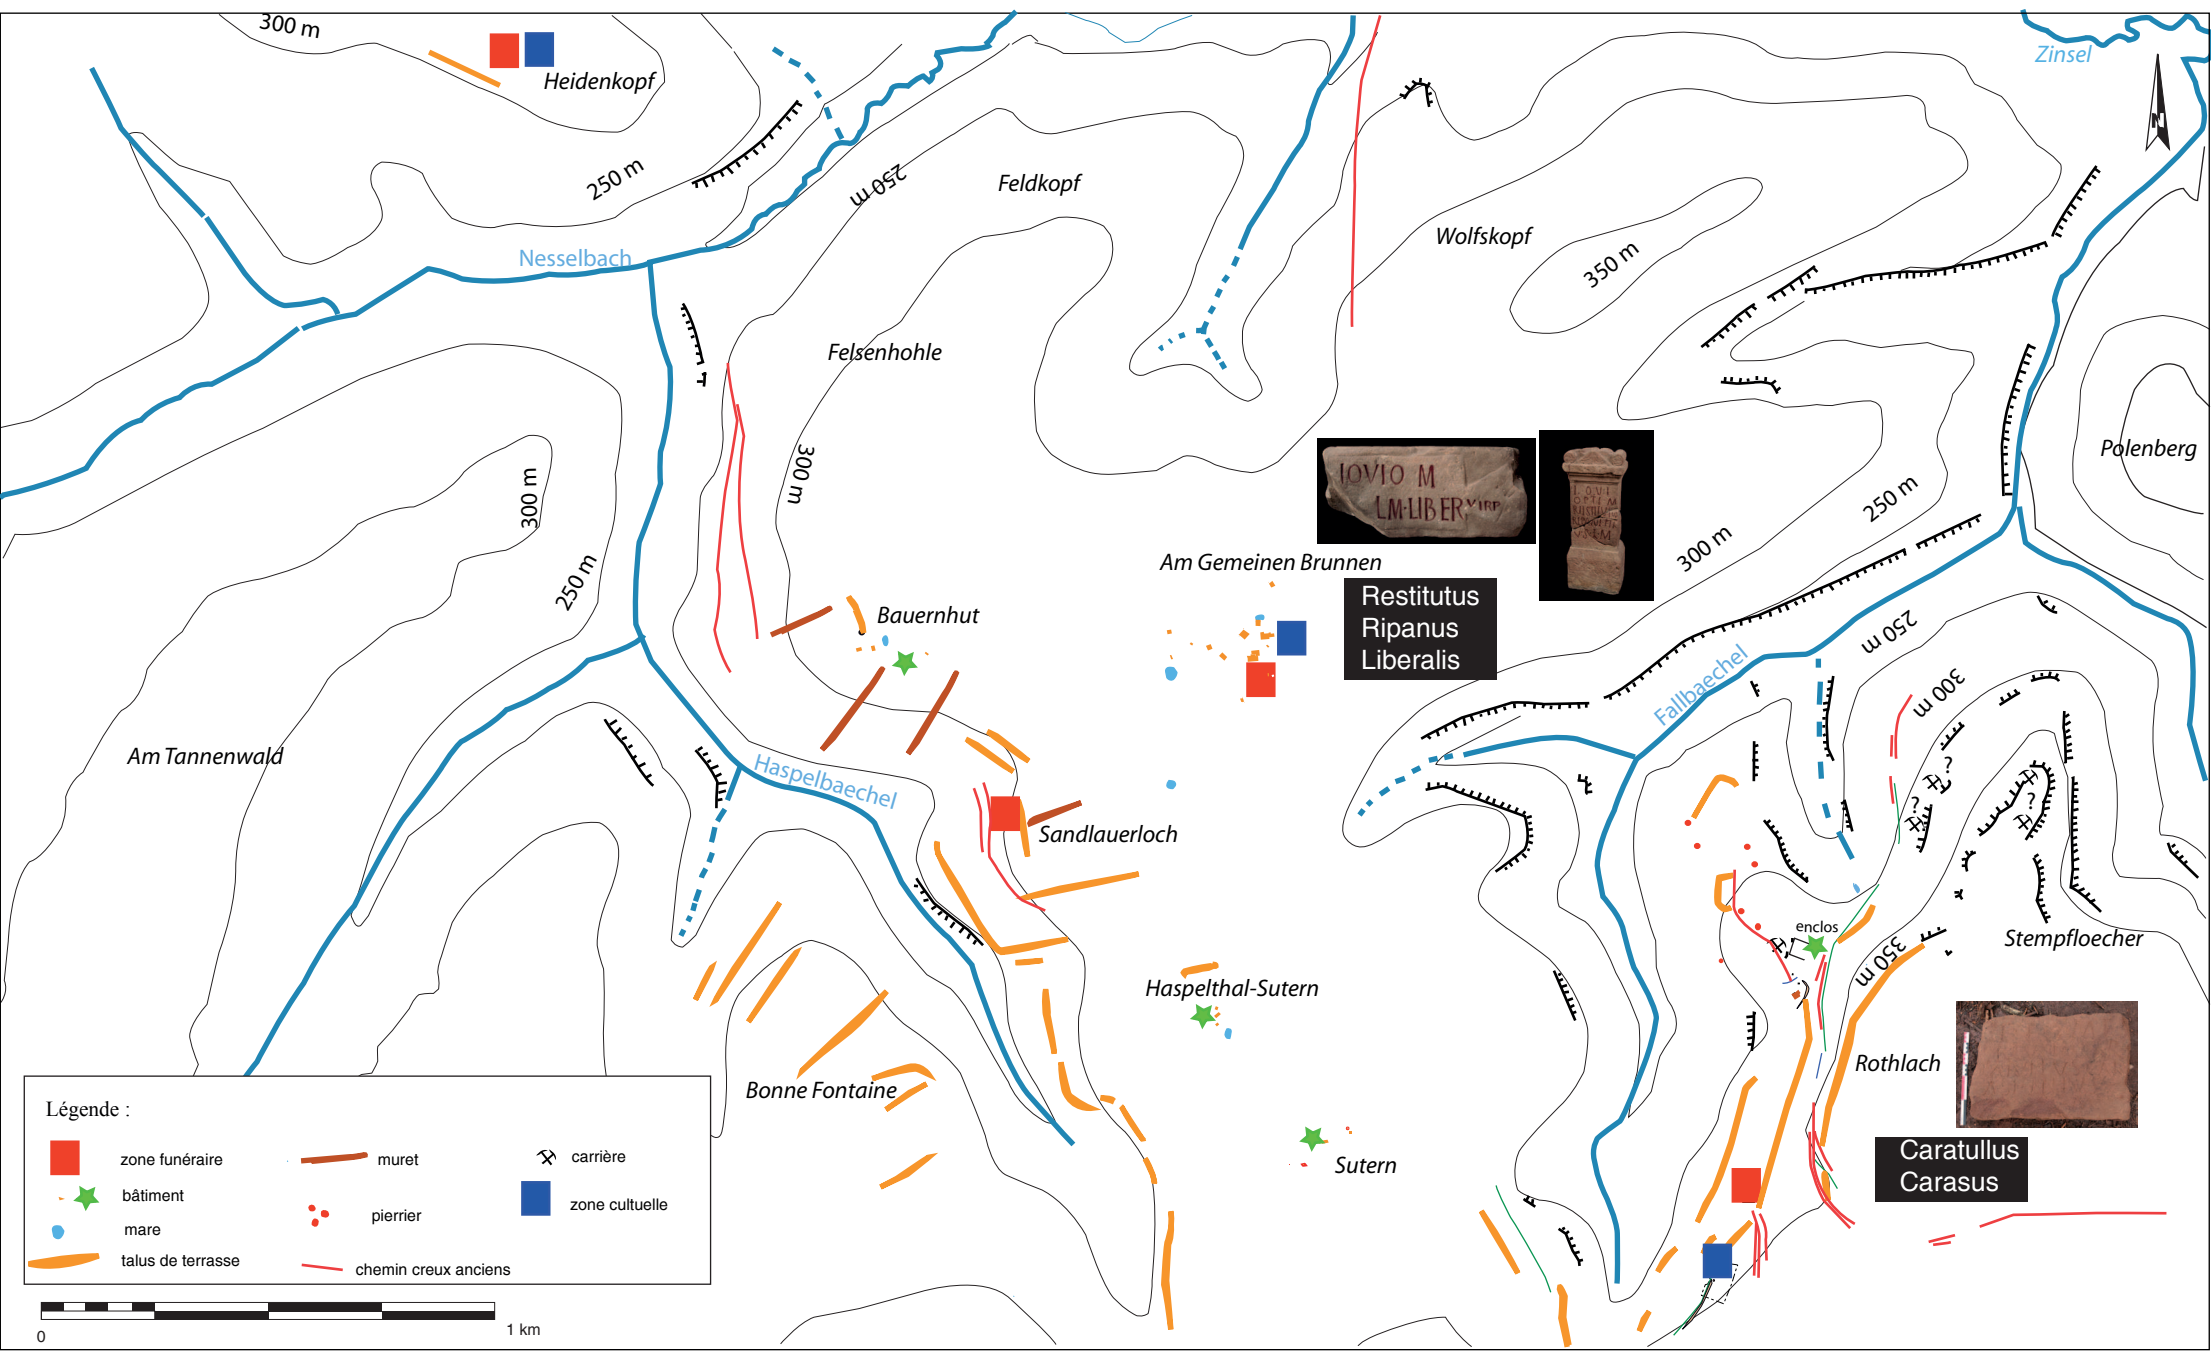 300 m
Heidenkopf
Zinsel
N
250 m
250 m
Feldkopf
Wolfskopf
Nesselbach
350 m
Felsenhohle
300 m
300 m
Polenberg
IOVIO M
LM·LIBER
I O V I
OPTIM
250 m
300 m
Am Gemeinen Brunnen
250 m
Restitutus
Ripanus
Liberalis
Bauernhut
250 m
Fallbaechel
300 m
Am Tannenwald
Haspelbaechel
?
?
?
Sandlauerloch
enclos
Stempfloecher
350 m
Haspelthal-Sutern
Rothlach
Bonne Fontaine
Caratullus
Carasus
Sutern
Légende :
zone funéraire
muret
carrière
bâtiment
zone cultuelle
pierrier
mare
talus de terrasse
chemin creux anciens
0
1 km